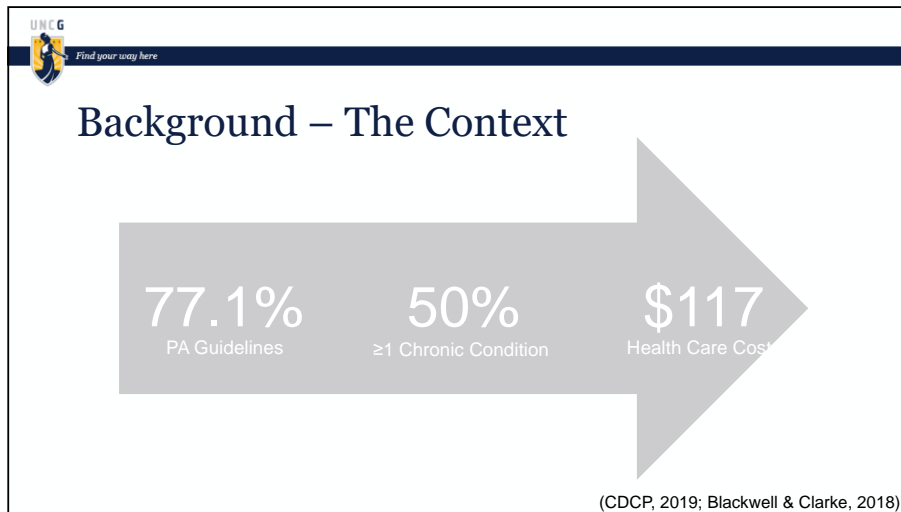 UNCG
Find your way here
Background – The Context
77.1% 50% $117
PA Guidelines ≥1 Chronic Condition Health Care Cost
(CDCP, 2019; Blackwell & Clarke, 2018)